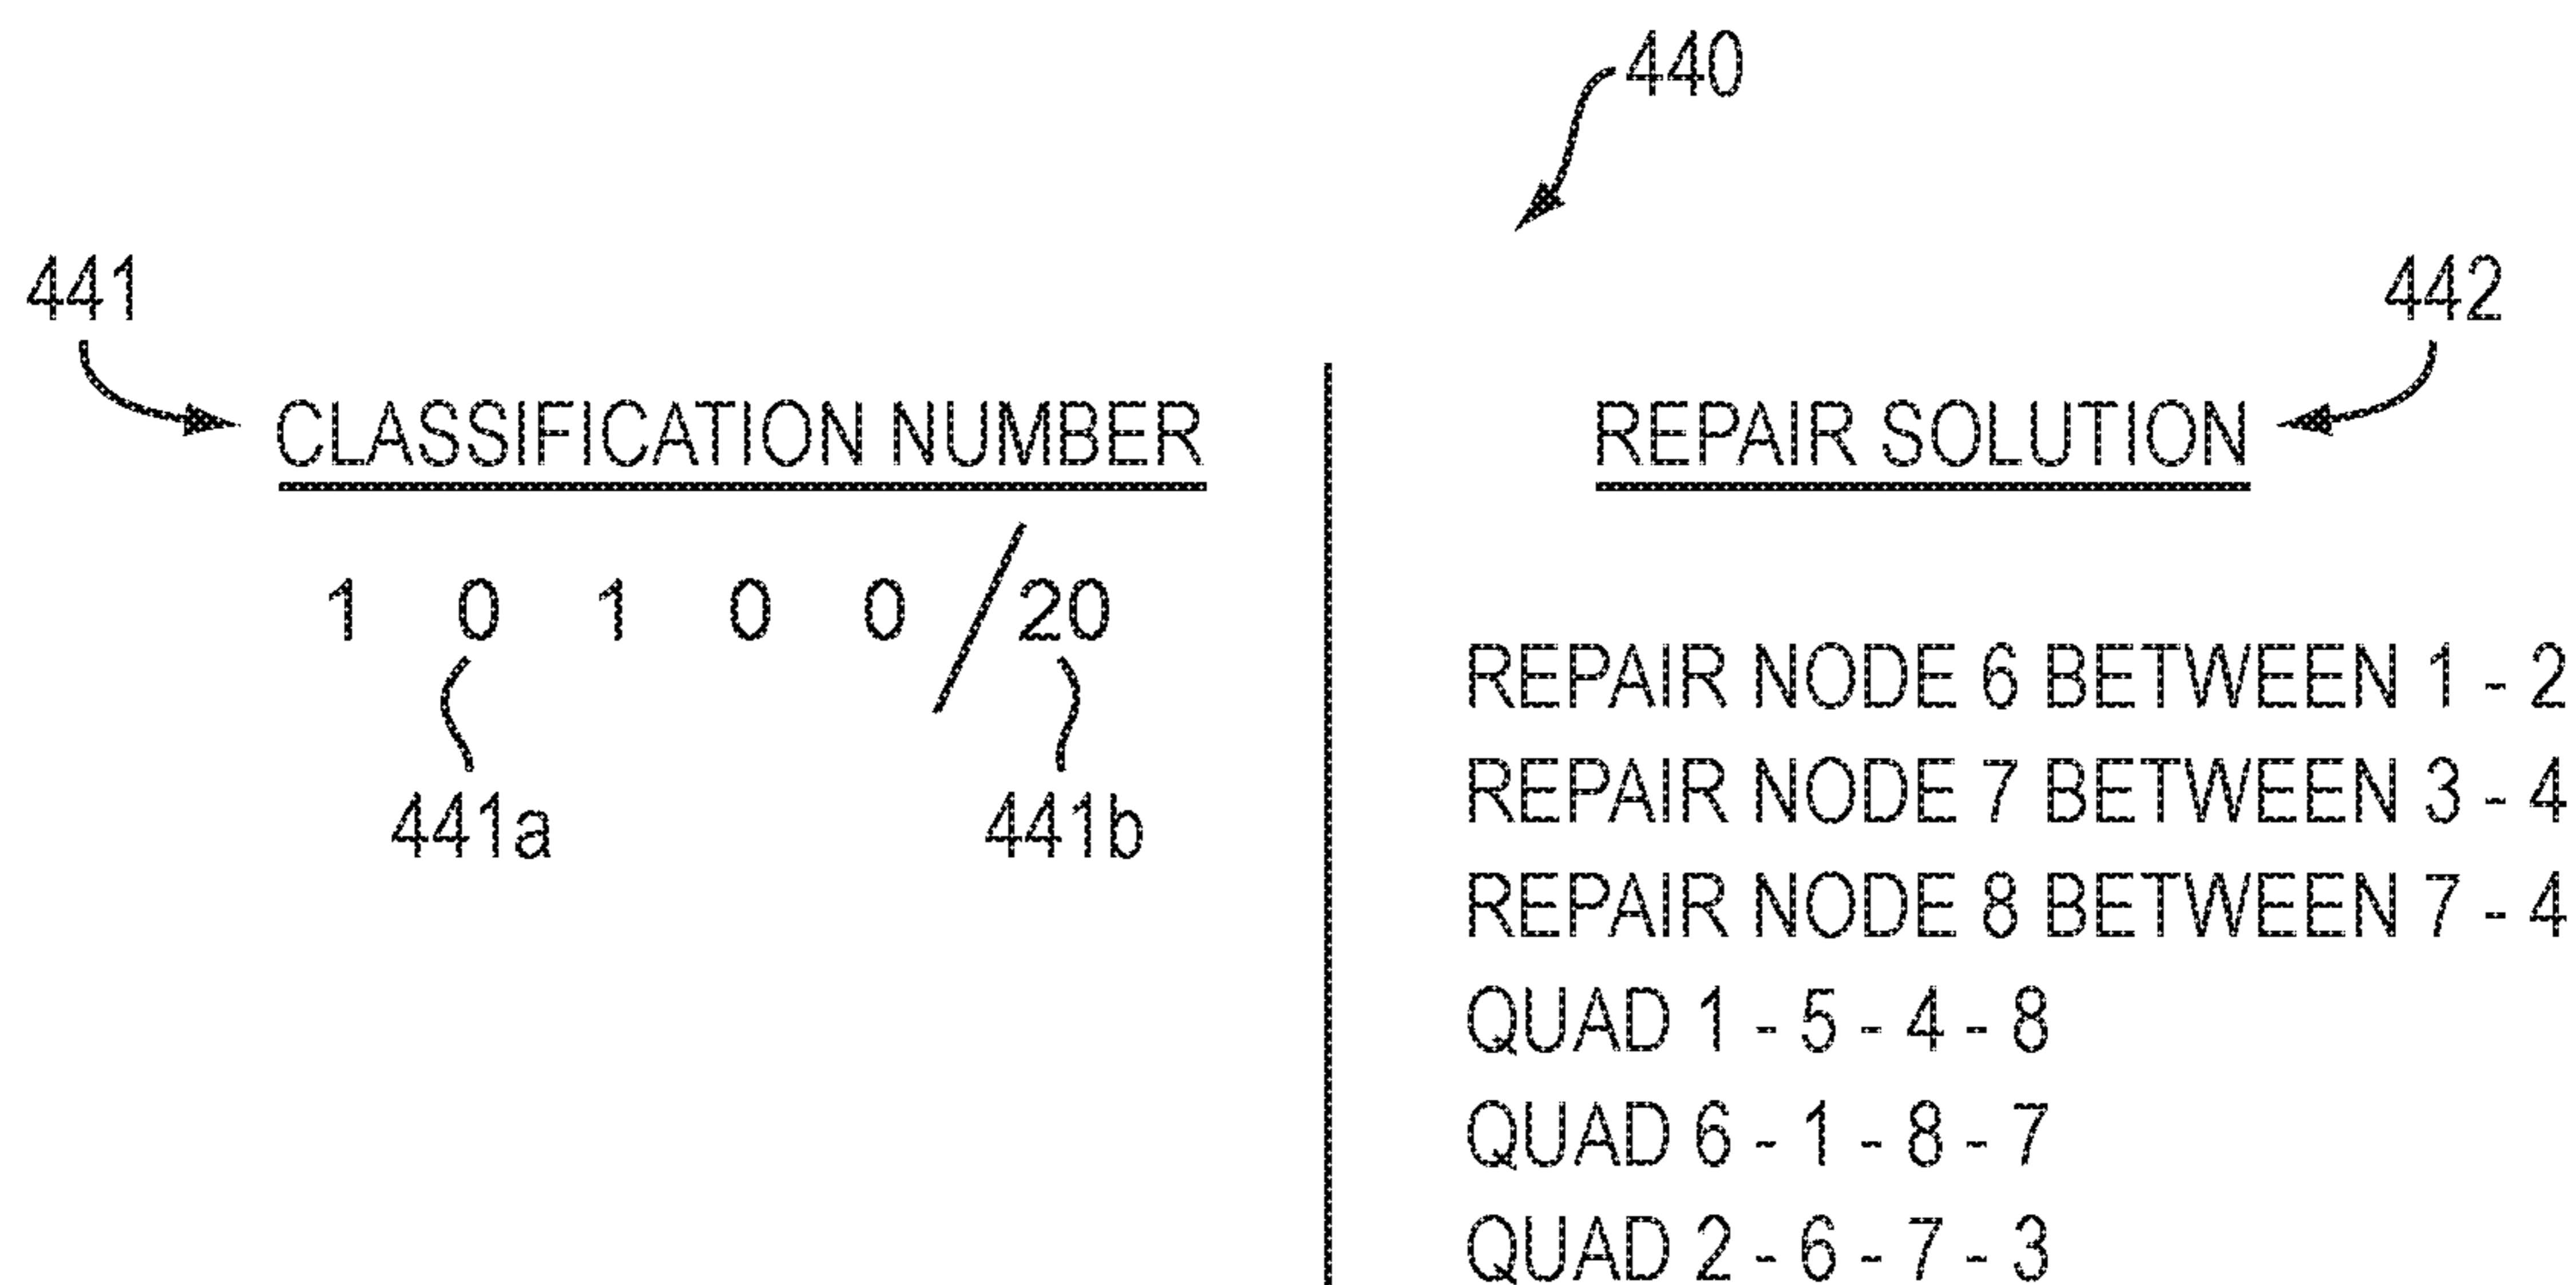 440
441
442
CLASSIFICATION NUMBER
REPAIR SOLUTION
1 0 1 0 0 / 20
441a
441b
REPAIR NODE 6 BETWEEN 1 - 2
REPAIR NODE 7 BETWEEN 3 - 4
REPAIR NODE 8 BETWEEN 7 - 4
QUAD 1 - 5 - 4 - 8
QUAD 6 - 1 - 8 - 7
QUAD 2 - 6 - 7 - 3